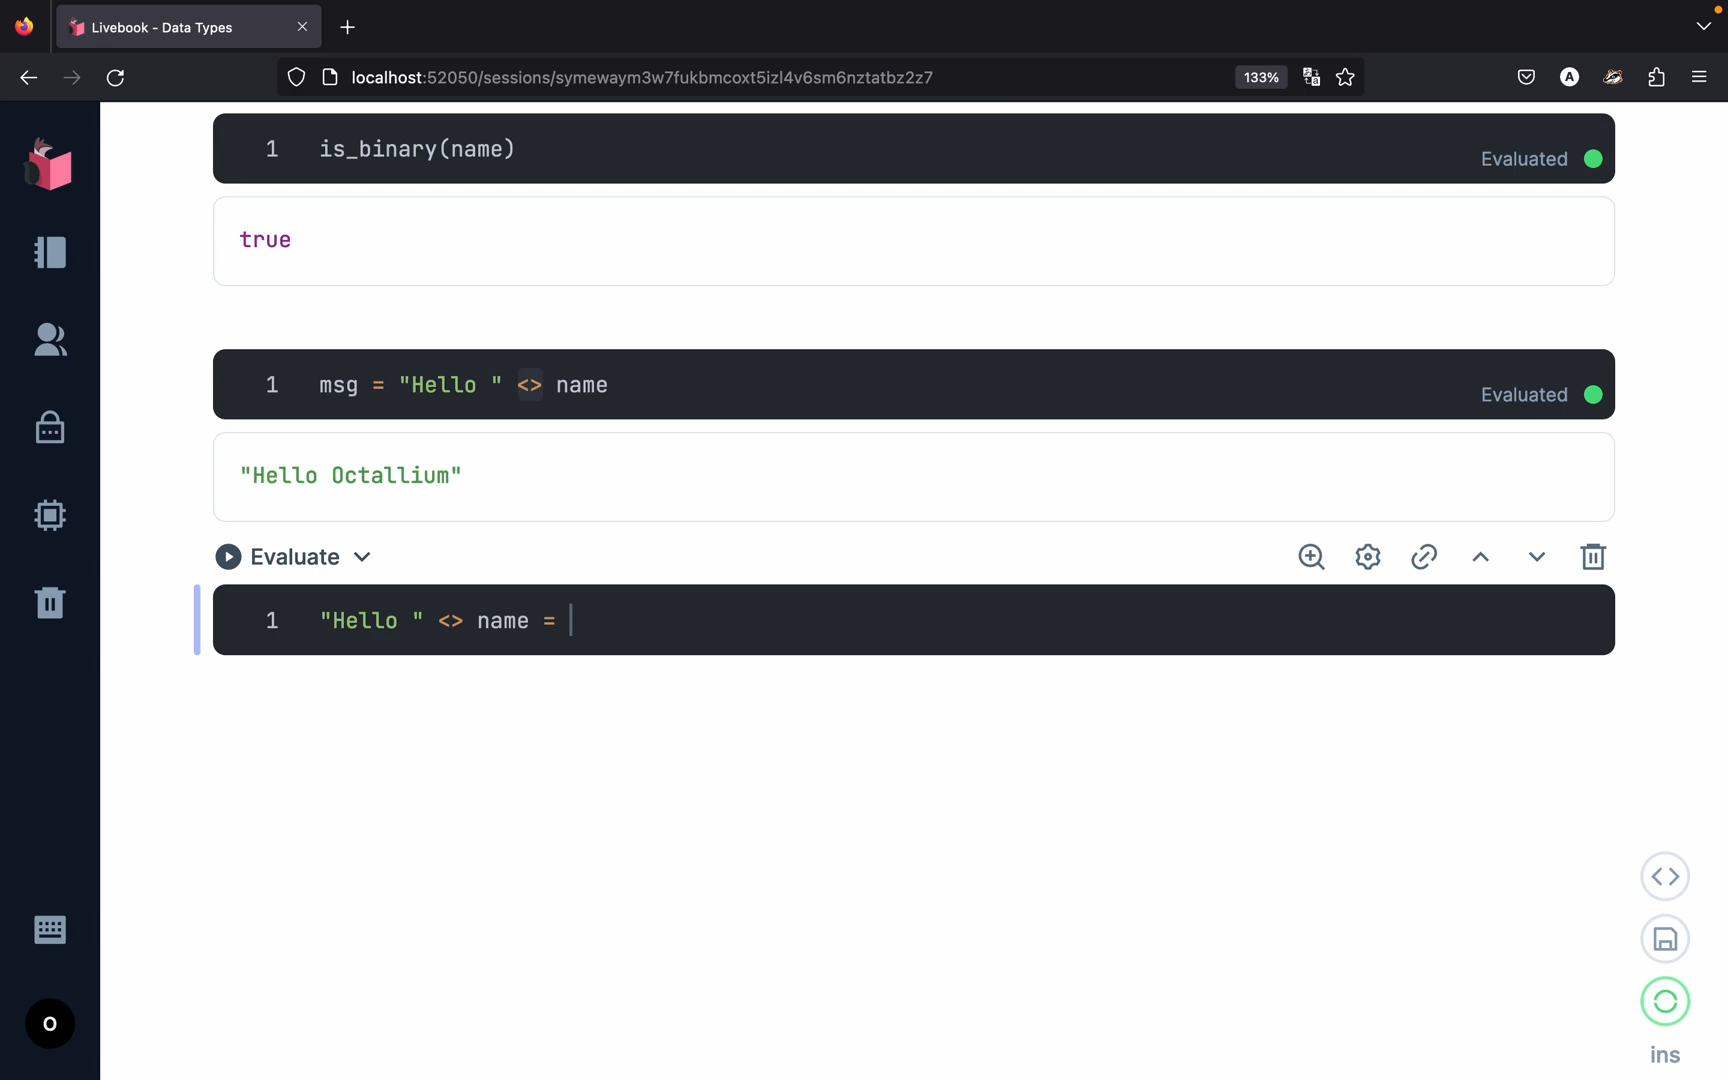 Livebook - Data Types
localhost:52050/sessions/symewaym3w7fukbmcoxt5izl4v6sm6nztatbz2z7
133%
A
1 is_binary(name)
Evaluated
true
1 msg = "Hello " <> name
Evaluated
"Hello Octallium"
Evaluate
1 "Hello " <> name =
O
ins